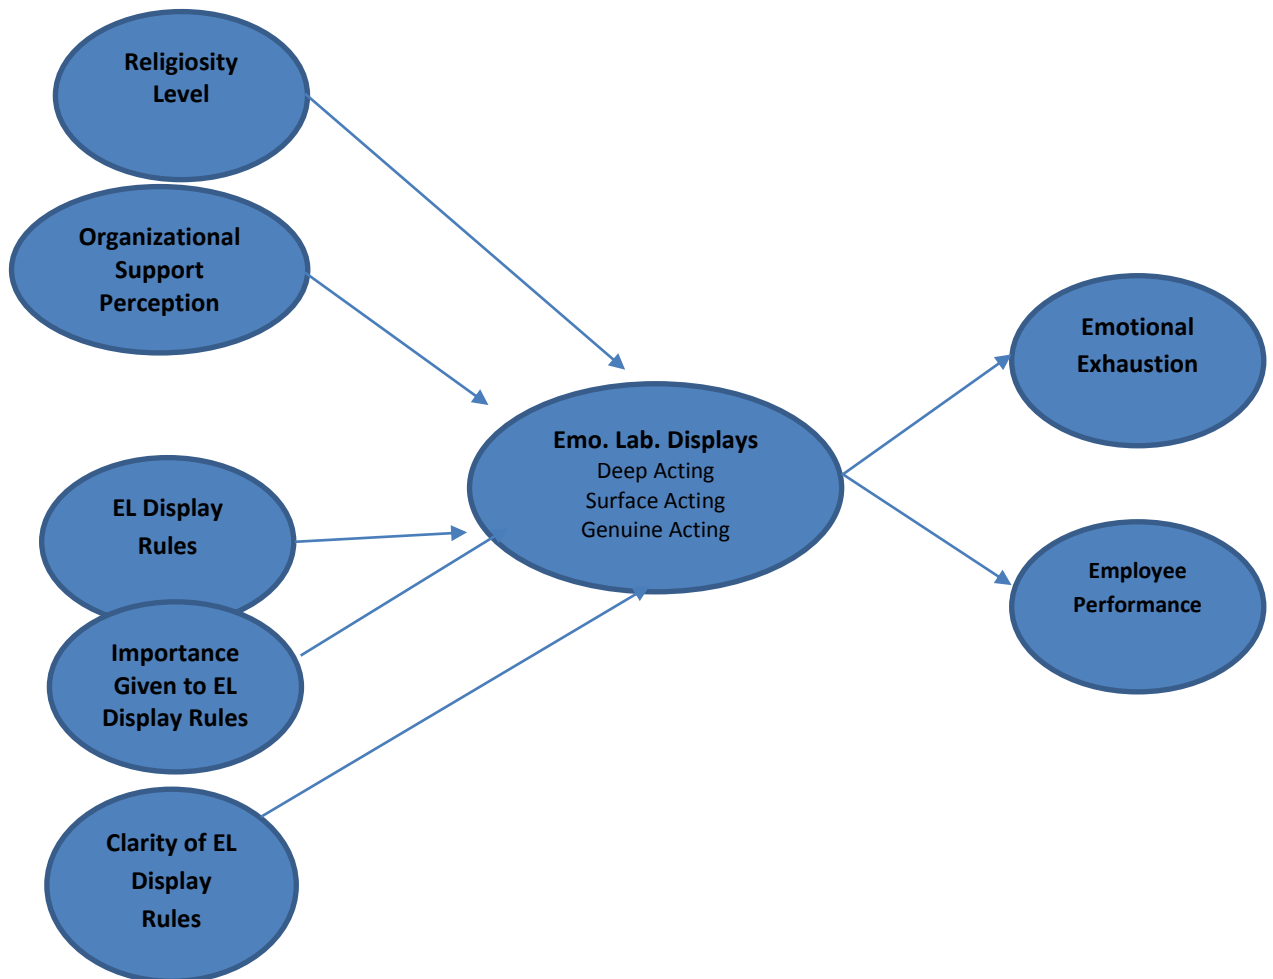 Religiosity
Level
Organizational
Support
Perception
EL Display
Rules
Importance
Given to EL
Display Rules
Clarity of EL
Display
Rules
Emo. Lab. Displays
Deep Acting
Surface Acting
Genuine Acting
Emotional
Exhaustion
Employee
Performance